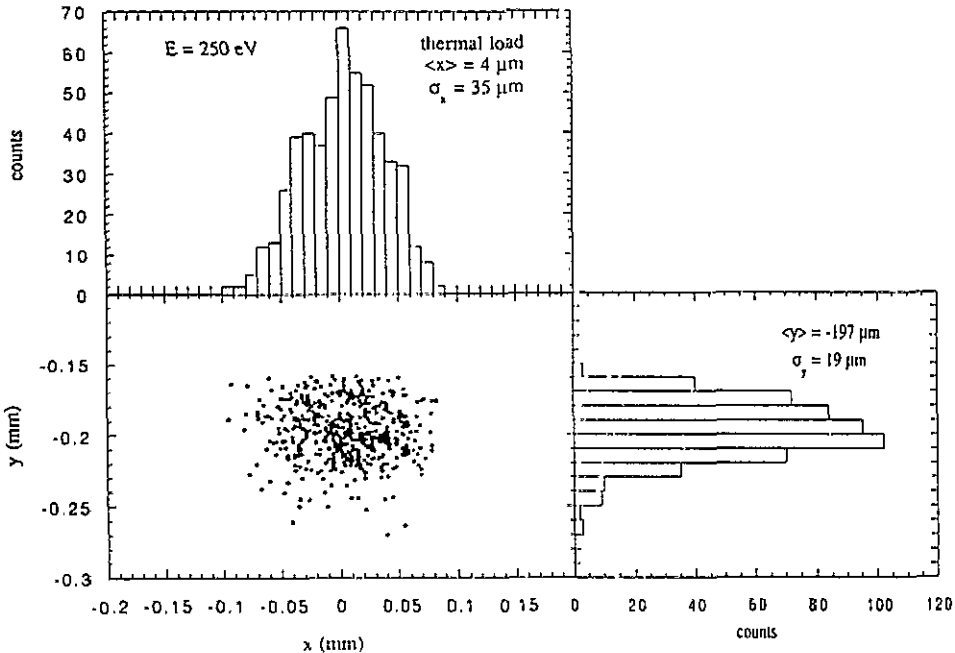 70
60
50
40
30
20
10
0
counts
E = 250 eV
thermal load
<x> = 4 µm
σx = 35 µm
<y> = -197 µm
σy = 19 µm
-0.15
-0.2
-0.25
-0.3
y (mm)
-0.2 -0.15 -0.1 -0.05 0 0.05 0.1 0.15 0.2
x (mm)
0 20 40 60 80 100 120
counts